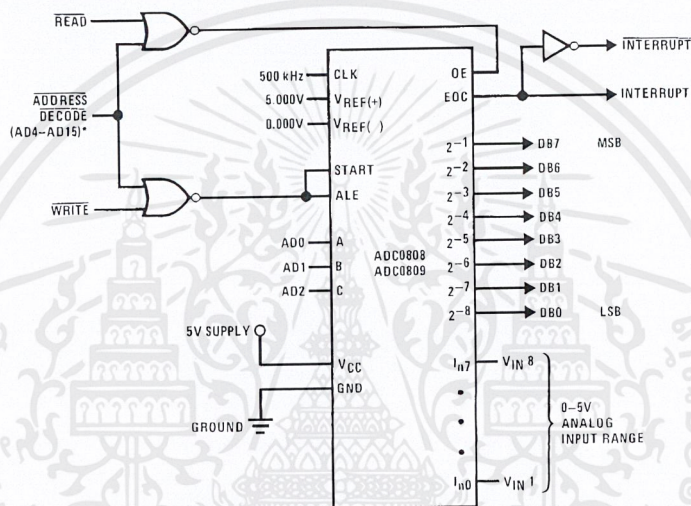 READ
ADDRESS
DECODE
(AD4-AD15)*
WRITE
500 kHz
5.000V
0.000V
AD0
AD1
AD2
5V SUPPLY
GROUND
CLK
VREF(+)
VREF( )
START
ALE
A
B
C
VCC
GND
ADC0808
ADC0809
OE
EOC
2-1
2-2
2-3
2-4
2-5
2-6
2-7
2-8
In7
In0
INTERRUPT
INTERRUPT
DB7 MSB
DB6
DB5
DB4
DB3
DB2
DB1
DB0 LSB
VIN 8
0-5V
ANALOG
INPUT RANGE
VIN 1